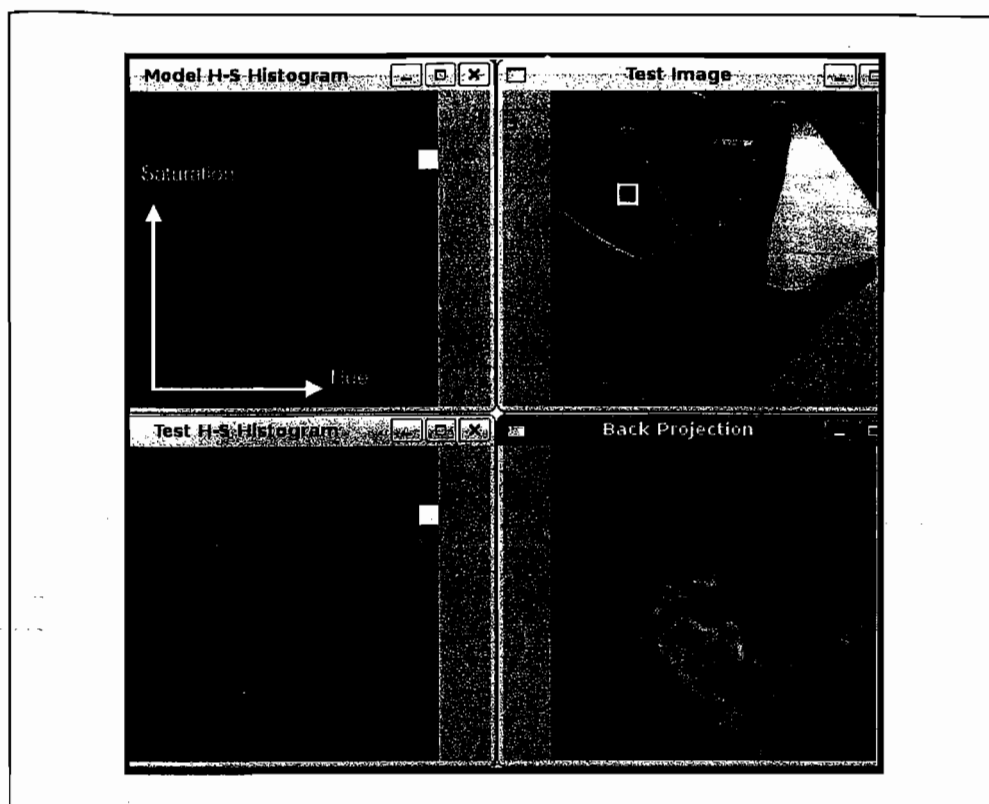 Model H-S Histogram
Test Image
Saturation
Hue
Test H-S Histogram
Back Projection